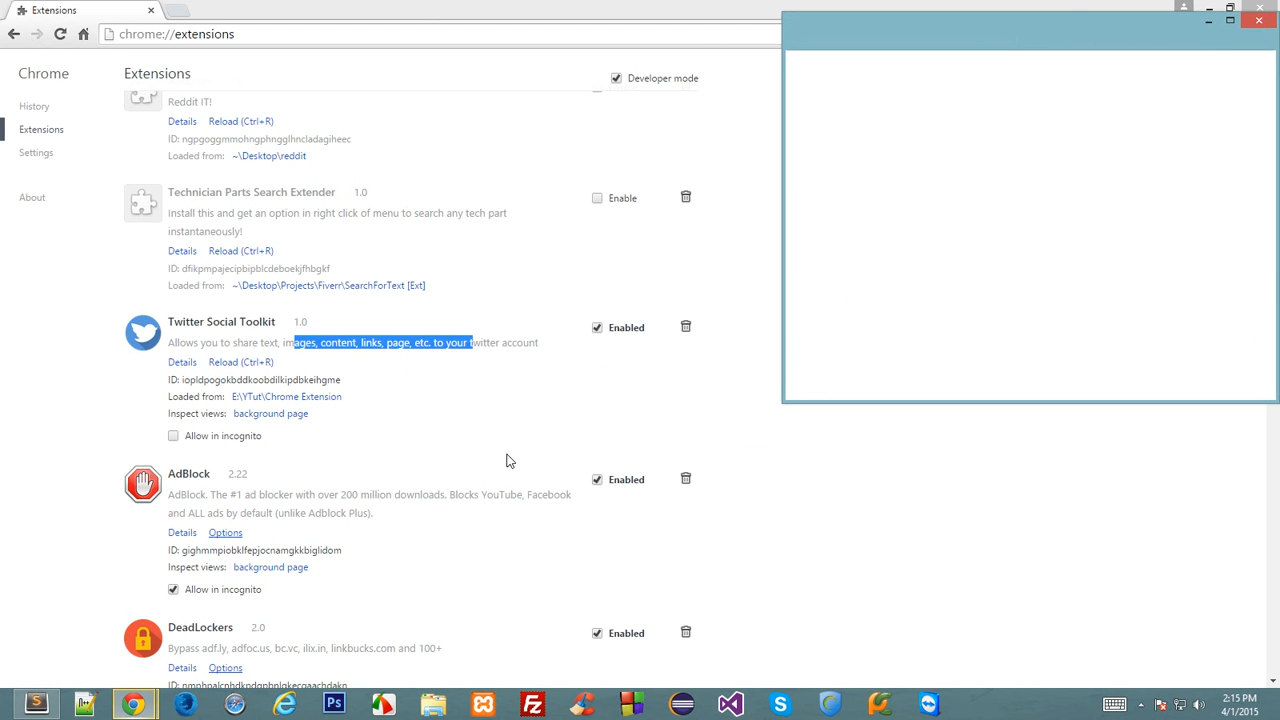 Extensions
chrome://extensions
Chrome
History
Extensions
Settings
About
Extensions
Developer mode
Reddit IT!
Details Reload (Ctrl+R)
ID: ngpgoggmmohngphngglhncladagiheec
Loaded from: ~\Desktop\reddit
Technician Parts Search Extender 1.0
Enable
Install this and get an option in right click of menu to search any tech part
instantaneously!
Details Reload (Ctrl+R)
ID: dfikpmpajecipbipblcdeboekjfhbgkf
Loaded from: ~\Desktop\Projects\Fiverr\SearchForText [Ext]
Twitter Social Toolkit 1.0
Enabled
Allows you to share text, images, content, links, page, etc. to your twitter account
Details Reload (Ctrl+R)
ID: iopldpogokbddkoobdilkipdbkeihgme
Loaded from: E:\YTut\Chrome Extension
Inspect views: background page
Allow in incognito
AdBlock 2.22
Enabled
AdBlock. The #1 ad blocker with over 200 million downloads. Blocks YouTube, Facebook
and ALL ads by default (unlike Adblock Plus).
Details Options
ID: gighmmpiobklfepjocnamgkkbiglidom
Inspect views: background page
Allow in incognito
DeadLockers 2.0
Enabled
Bypass adf.ly, adfoc.us, bc.vc, ilix.in, linkbucks.com and 100+
Details Options
2:15 PM
4/1/2015